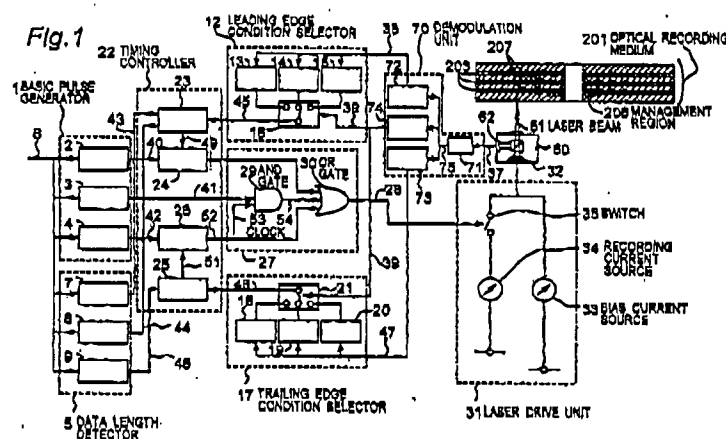 Fig.1
12 LEADING EDGE
CONDITION SELECTOR
35
70 DEMODULATION
UNIT
201 OPTICAL RECORDING
MEDIUM
207
203
22 TIMING
CONTROLLER
1 BASIC PULSE
GENERATOR
23
13
14
15
72
206 MANAGEMENT
REGION
61
LASER BEAM
43
45
16
38
74
62
60
8
2
40
49
24
29 AND
GATE
30 OR
GATE
75
71
37
32
3
41
28
73
4
42
26
52
53
CLOCK
54
27
39
35 SWITCH
34
RECORDING
CURRENT
SOURCE
51
25
7
48
21
33
BIAS CURRENT
SOURCE
8
44
18
19
20
9
46
47
17
TRAILING EDGE
CONDITION SELECTOR
5 DATA LENGTH
DETECTOR
31 LASER DRIVE UNIT